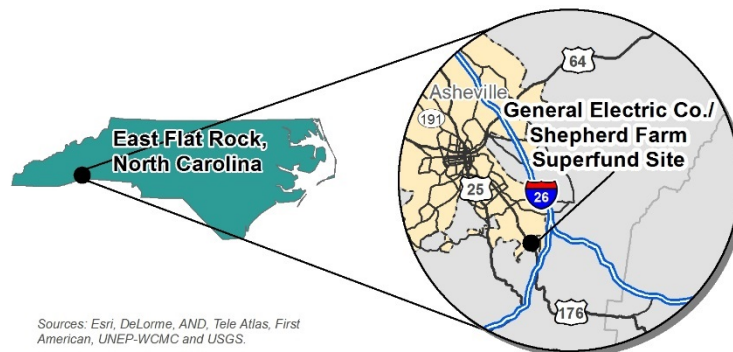 East Flat Rock,
North Carolina
64
Asheville
191
General Electric Co./
Shepherd Farm
Superfund Site
25
26
176
Sources: Esri, DeLorme, AND, Tele Atlas, First
American, UNEP-WCMC and USGS.